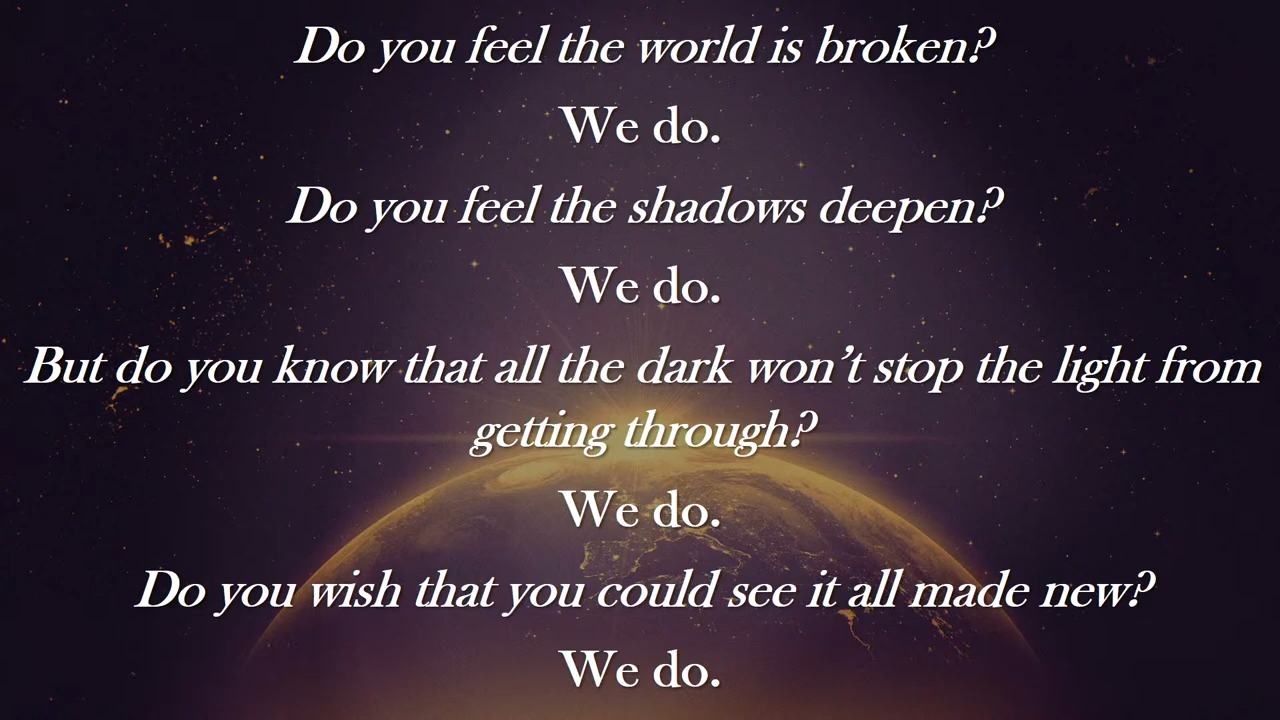 Do you feel the world is broken?
We do.
Do you feel the shadows deepen?
We do.
But do you know that all the dark won’t stop the light from
getting through?
We do.
Do you wish that you could see it all made new?
We do.